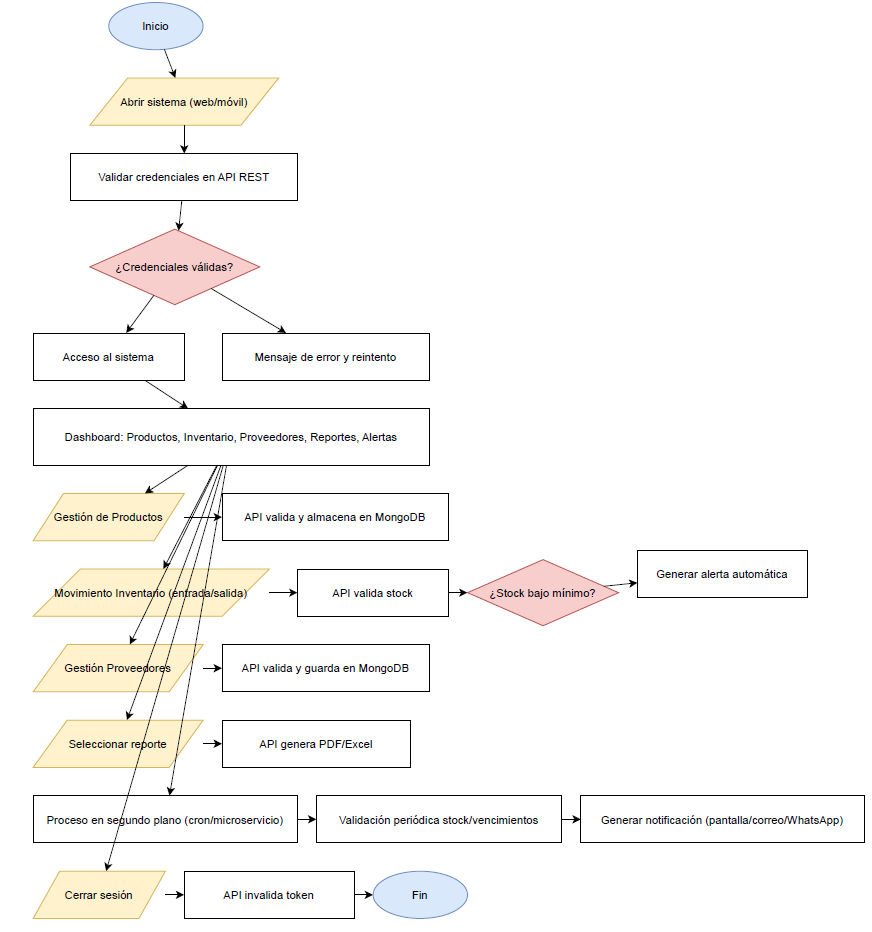 Inicio
Abrir sistema (web/móvil)
Validar credenciales en API REST
¿Credenciales válidas?
Acceso al sistema
Mensaje de error y reintento
Dashboard: Productos, Inventario, Proveedores, Reportes, Alertas
Gestión de Productos
API valida y almacena en MongoDB
Movimiento Inventario (entrada/salida)
API valida stock
¿Stock bajo mínimo?
Generar alerta automática
Gestión Proveedores
API valida y guarda en MongoDB
Seleccionar reporte
API genera PDF/Excel
Proceso en segundo plano (cron/microservicio)
Validación periódica stock/vencimientos
Generar notificación (pantalla/correo/WhatsApp)
Cerrar sesión
API invalida token
Fin